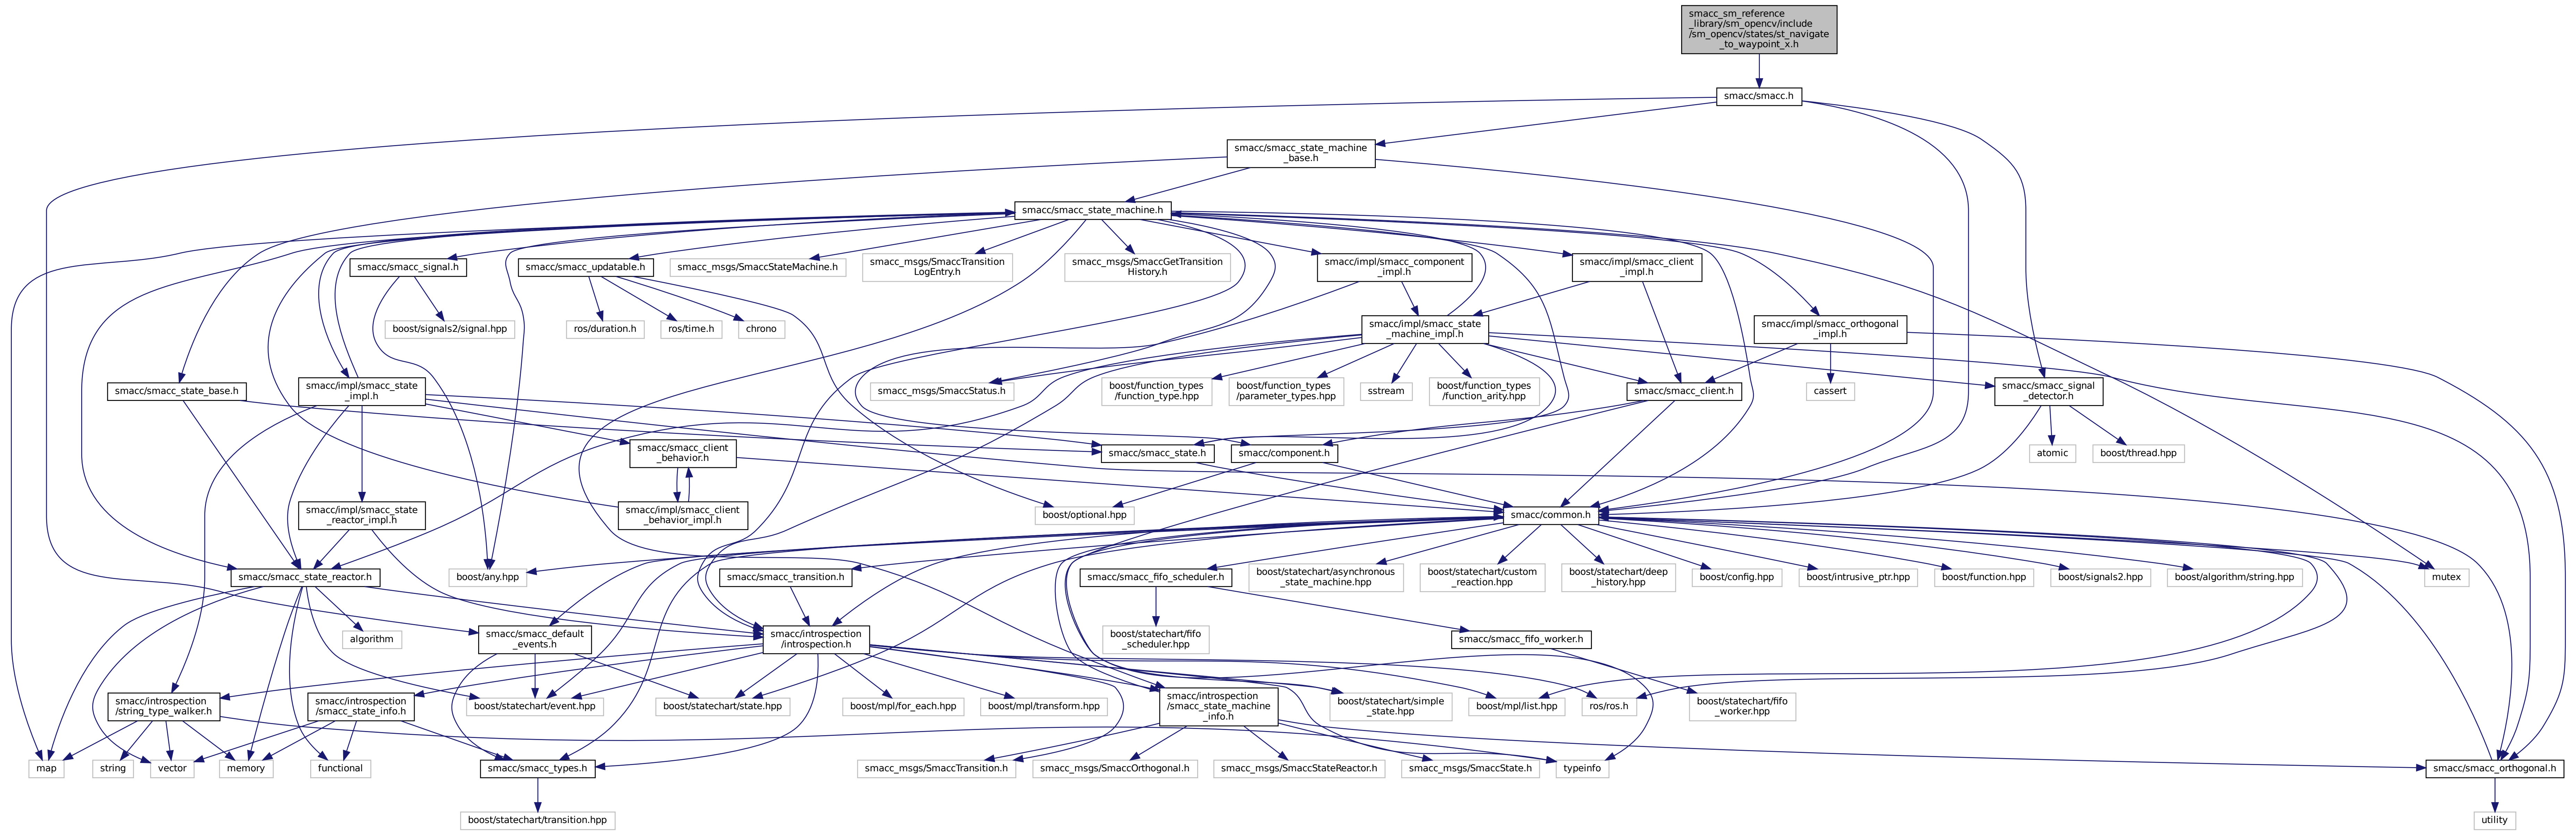 smacc_sm_reference
_library/sm_opencv/include
/sm_opencv/states/st_navigate
_to_waypoint_x.h
smacc/smacc.h
smacc/smacc_state_machine
_base.h
smacc/smacc_state_machine.h
smacc/smacc_signal.h
smacc/smacc_updatable.h
smacc_msgs/SmaccStateMachine.h
smacc_msgs/SmaccTransition
LogEntry.h
smacc_msgs/SmaccGetTransition
History.h
smacc/impl/smacc_component
_impl.h
smacc/impl/smacc_client
_impl.h
boost/signals2/signal.hpp
ros/duration.h
ros/time.h
chrono
smacc/impl/smacc_state
_machine_impl.h
smacc/impl/smacc_orthogonal
_impl.h
smacc/smacc_state_base.h
smacc/impl/smacc_state
_impl.h
smacc_msgs/SmaccStatus.h
boost/function_types
/function_type.hpp
boost/function_types
/parameter_types.hpp
sstream
boost/function_types
/function_arity.hpp
smacc/smacc_client.h
cassert
smacc/smacc_signal
_detector.h
smacc/smacc_client
_behavior.h
smacc/smacc_state.h
smacc/component.h
atomic
boost/thread.hpp
smacc/impl/smacc_state
_reactor_impl.h
smacc/impl/smacc_client
_behavior_impl.h
boost/optional.hpp
smacc/common.h
smacc/smacc_state_reactor.h
boost/any.hpp
smacc/smacc_transition.h
smacc/smacc_fifo_scheduler.h
boost/statechart/asynchronous
_state_machine.hpp
boost/statechart/custom
_reaction.hpp
boost/statechart/deep
_history.hpp
boost/config.hpp
boost/intrusive_ptr.hpp
boost/function.hpp
boost/signals2.hpp
boost/algorithm/string.hpp
mutex
algorithm
smacc/smacc_default
_events.h
smacc/introspection
/introspection.h
boost/statechart/fifo
_scheduler.hpp
smacc/smacc_fifo_worker.h
smacc/introspection
/string_type_walker.h
smacc/introspection
/smacc_state_info.h
boost/statechart/event.hpp
boost/statechart/state.hpp
boost/mpl/for_each.hpp
boost/mpl/transform.hpp
smacc/introspection
/smacc_state_machine
_info.h
boost/statechart/simple
_state.hpp
boost/mpl/list.hpp
ros/ros.h
boost/statechart/fifo
_worker.hpp
map
string
vector
memory
functional
smacc/smacc_types.h
smacc_msgs/SmaccTransition.h
smacc_msgs/SmaccOrthogonal.h
smacc_msgs/SmaccStateReactor.h
smacc_msgs/SmaccState.h
typeinfo
smacc/smacc_orthogonal.h
boost/statechart/transition.hpp
utility